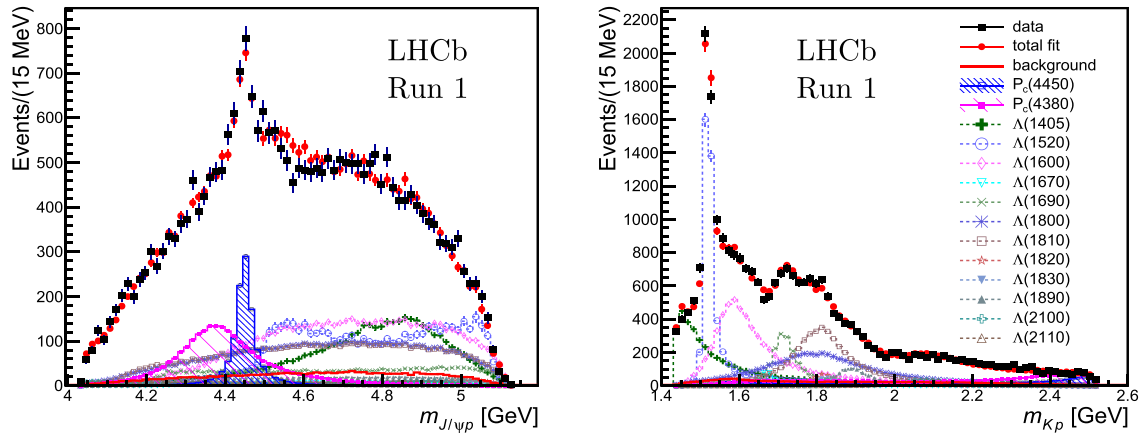 Events/(15 MeV)
800
700
600
500
400
300
200
100
0
LHCb
Run 1
4
4.2
4.4
4.6
4.8
5
m_{J/ψp} [GeV]
Events/(15 MeV)
2200
2000
1800
1600
1400
1200
1000
800
600
400
200
0
LHCb
Run 1
data
total fit
background
P_c(4450)
P_c(4380)
Λ(1405)
Λ(1520)
Λ(1600)
Λ(1670)
Λ(1690)
Λ(1800)
Λ(1810)
Λ(1820)
Λ(1830)
Λ(1890)
Λ(2100)
Λ(2110)
1.4
1.6
1.8
2
2.2
2.4
2.6
m_{Kp} [GeV]